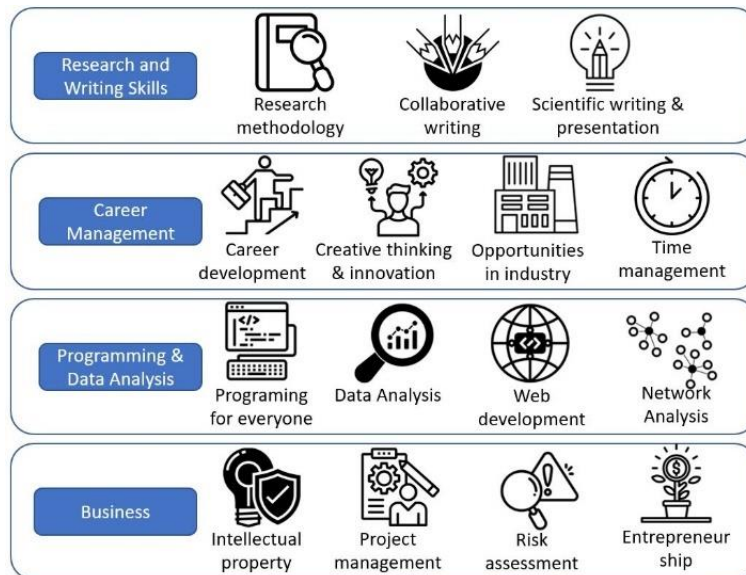 Research and
Writing Skills
Research
methodology
Collaborative
writing
Scientific writing &
presentation
Career
Management
Career
development
Creative thinking
& innovation
Opportunities
in industry
Time
management
Programming &
Data Analysis
</>
Programing
for everyone
Data Analysis
Web
development
Network
Analysis
Business
Intellectual
property
Project
management
Risk
assessment
$
Entrepreneur
ship